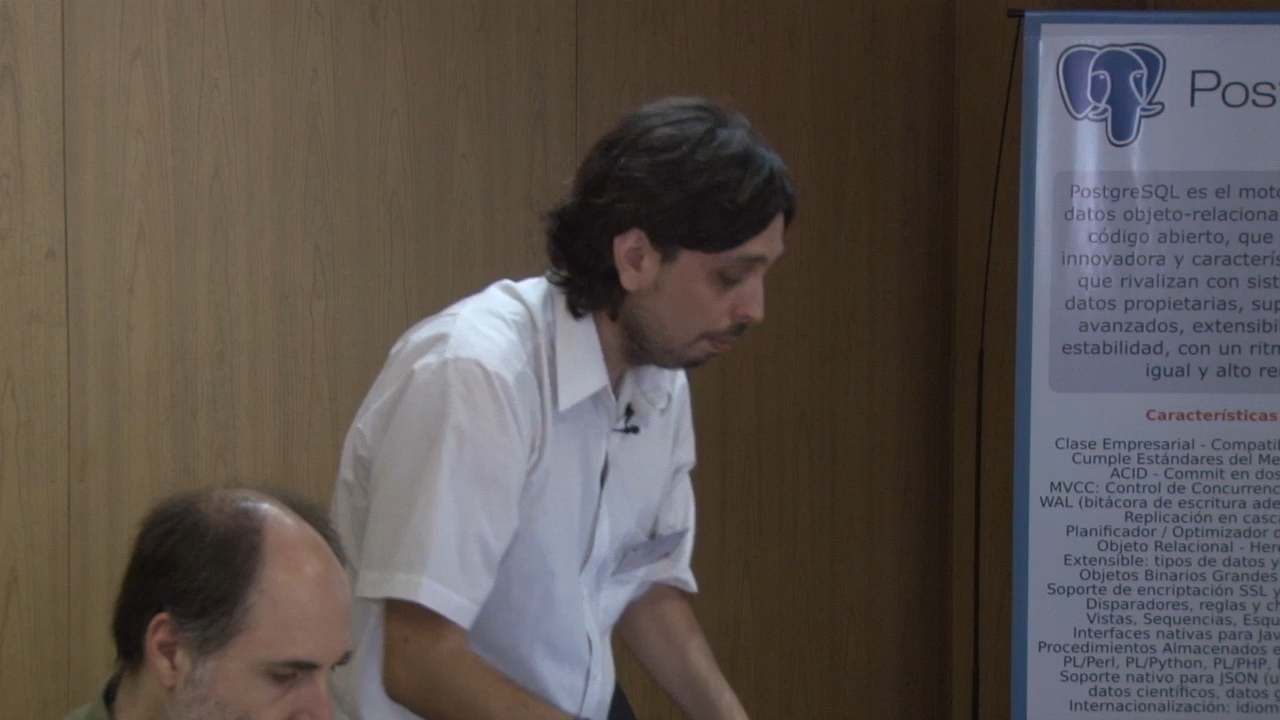 Post
PostgreSQL es el moto
datos objeto-relaciona
código abierto, que
innovadora y caracterís
que rivalizan con sist
datos propietarias, sup
avanzados, extensibi
estabilidad, con un ritm
igual y alto re
Características
Clase Empresarial - Compatib
Cumple Estándares del Me
ACID - Commit en dos
MVCC: Control de Concurrenc
WAL (bitácora de escritura ade
Replicación en casc
Planificador / Optimizador d
Objeto Relacional - Here
Extensible: tipos de datos y
Objetos Binarios Grandes
Soporte de encriptación SSL y
Disparadores, reglas y cl
Vistas, Sequencias, Esqu
Interfaces nativas para Jav
Procedimientos Almacenados e
PL/Perl, PL/Python, PL/PHP,
Soporte nativo para JSON (u
datos científicos, datos g
Internacionalización: idiom